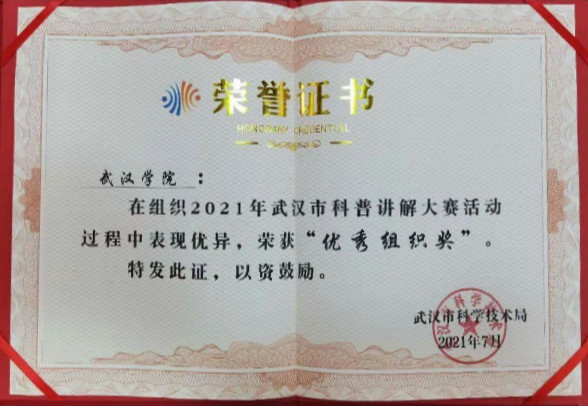 荣誉证书
HONORARY CREDENTIAL
武汉学院：
在组织2021年武汉市科普讲解大赛活动
过程中表现优异，荣获“优秀组织奖”。
特发此证，以资鼓励。
武汉市科学技术局
2021年7月